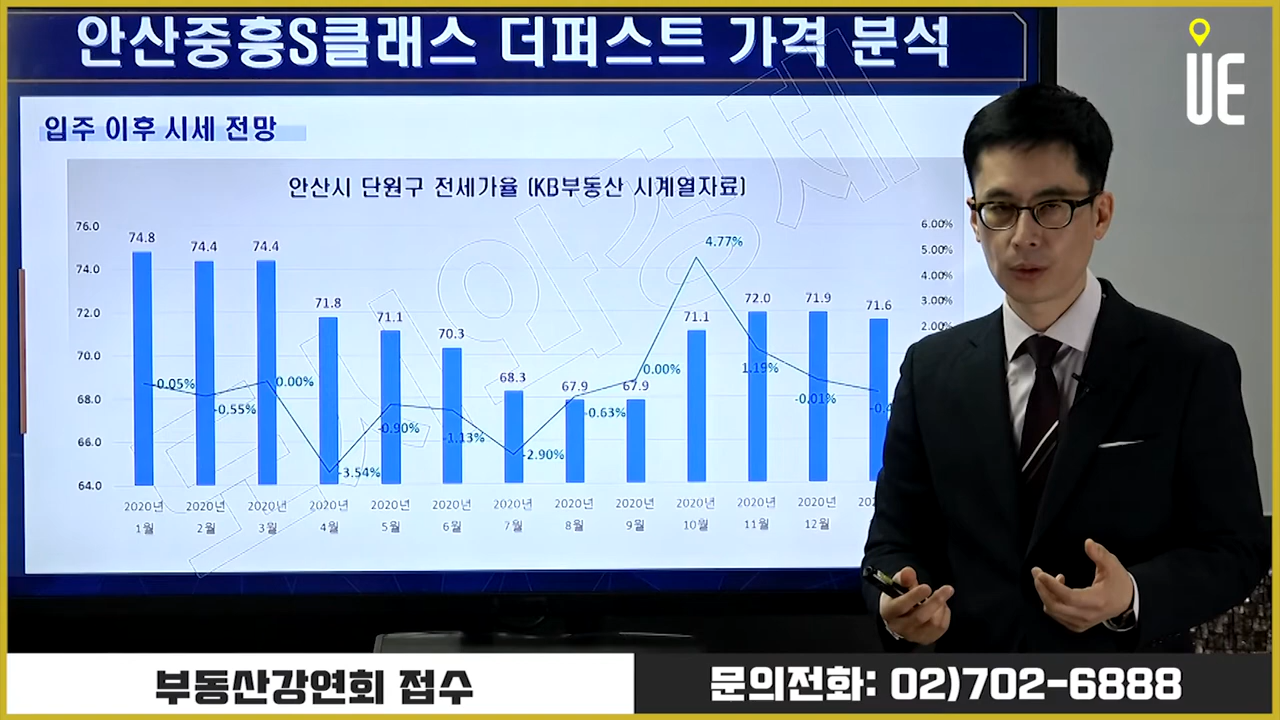 안산중흥S클래스 더퍼스트 가격 분석
UE
입주 이후 시세 전망
안산시 단원구 전세가율 (KB부동산 시계열자료)
76.0
74.0
72.0
70.0
68.0
66.0
64.0
74.8
74.4
74.4
71.8
71.1
70.3
68.3
67.9
67.9
71.1
72.0
71.9
71.6
-0.05%
-0.55%
0.00%
-3.54%
-0.90%
-1.13%
-2.90%
-0.63%
0.00%
4.77%
1.19%
-0.01%
-0.4
6.00%
5.00%
4.00%
3.00%
2.00%
2020년 1월
2020년 2월
2020년 3월
2020년 4월
2020년 5월
2020년 6월
2020년 7월
2020년 8월
2020년 9월
2020년 10월
2020년 11월
2020년 12월
202
도시와경제
부동산강연회 접수
문의전화: 02)702-6888